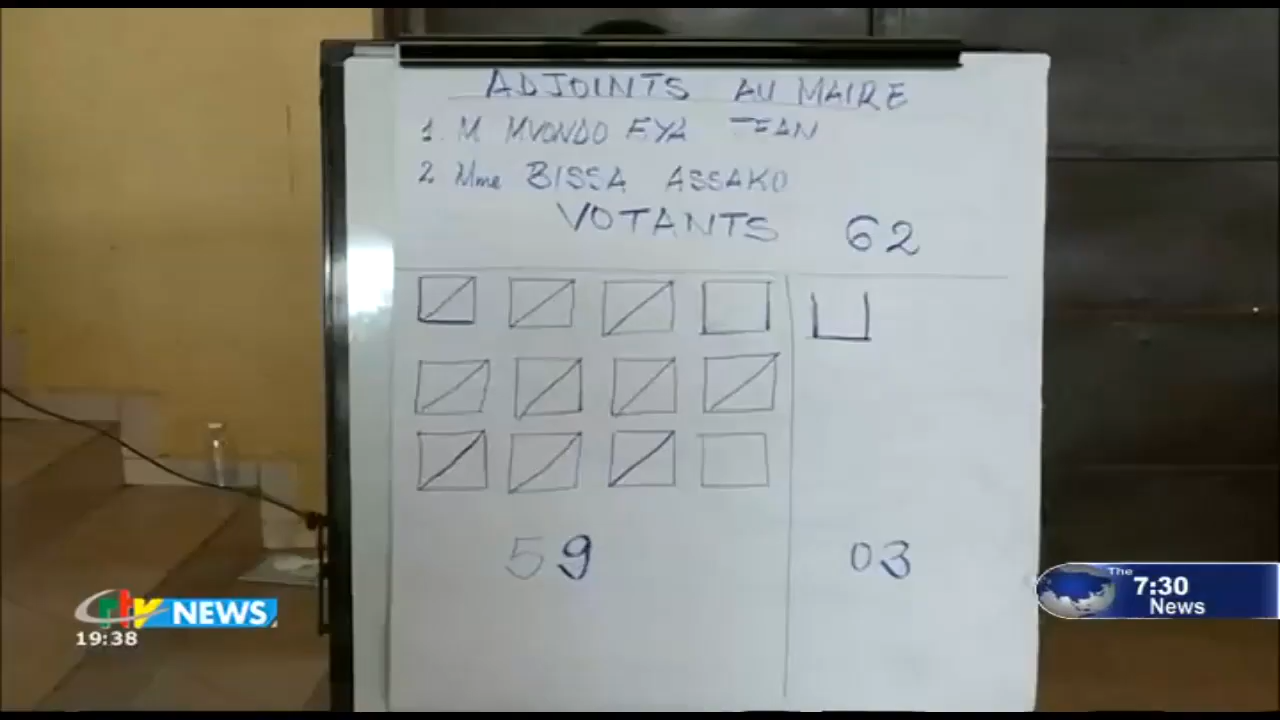 ADJOINTS AU MAIRE
1. M MVONDO EYA JEAN
2 Mme BISSA ASSAKO
VOTANTS 62
59 03
NEWS
19:38
The
7:30
News